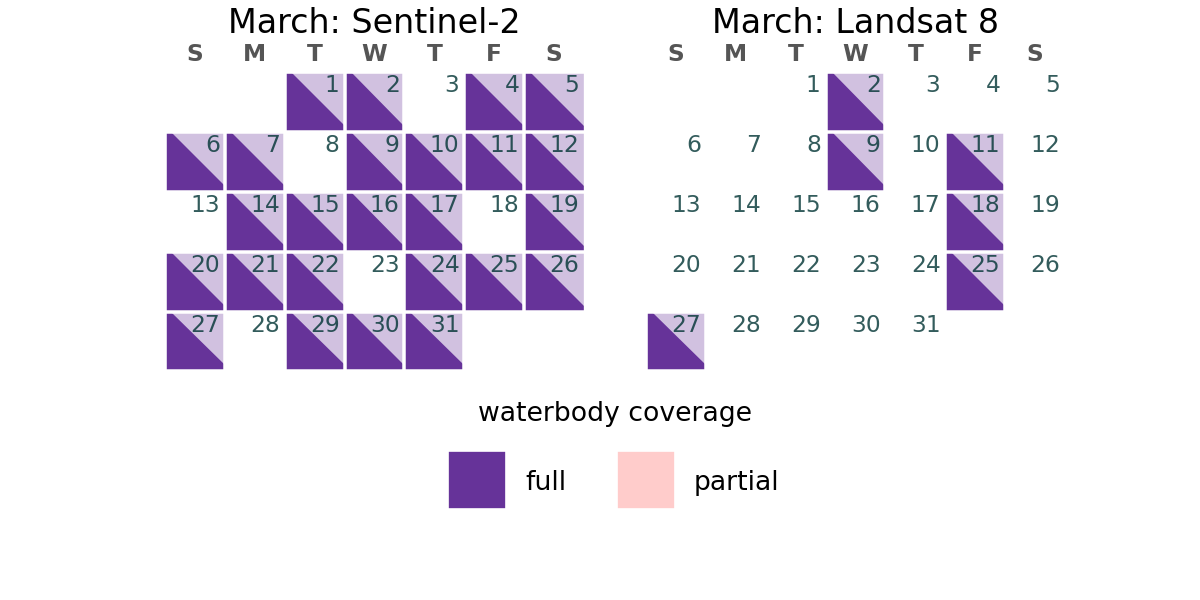 March: Sentinel-2
S M T W T F S
1 2 3 4 5
6 7 8 9 10 11 12
13 14 15 16 17 18 19
20 21 22 23 24 25 26
27 28 29 30 31
March: Landsat 8
S M T W T F S
1 2 3 4 5
6 7 8 9 10 11 12
13 14 15 16 17 18 19
20 21 22 23 24 25 26
27 28 29 30 31
waterbody coverage
full
partial